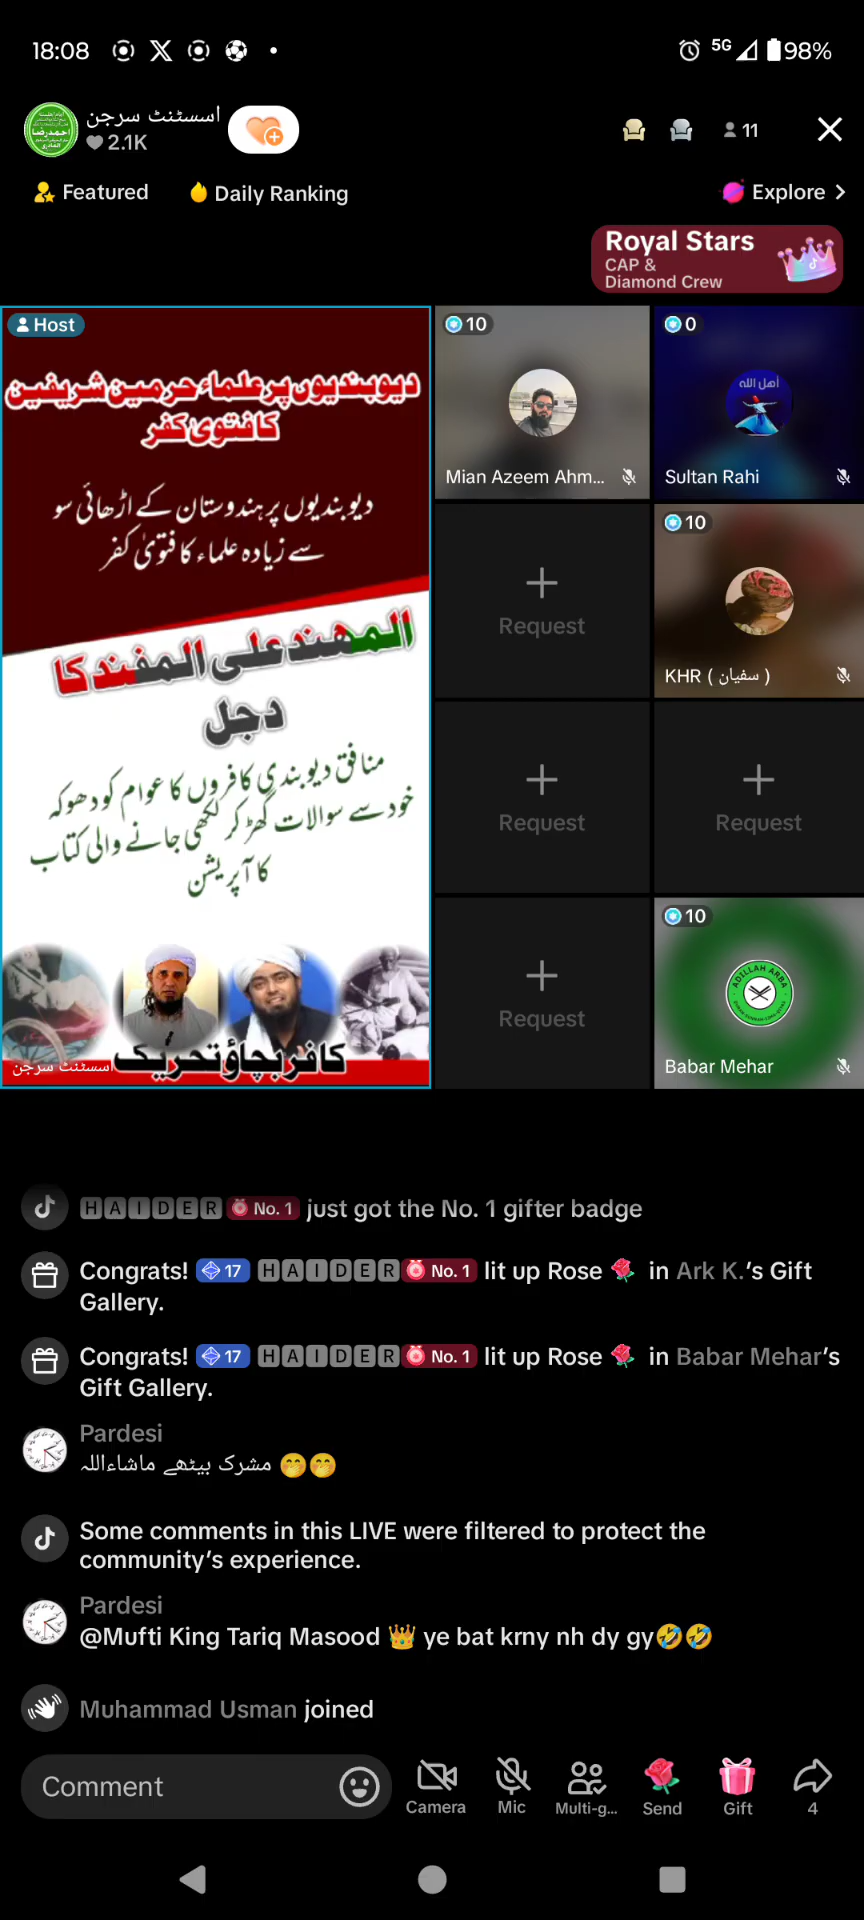 18:08
5G
98%
اسسٹنٹ سرجن
2.1K
11
Featured
Daily Ranking
Explore
Royal Stars
CAP &
Diamond Crew
Host
دیوبندیوں پر علماء حرمین شریفین
کا فتویٰ کفر
دیوبندیوں پر ہندوستان کے اڑھائی سو
سے زیادہ علماء کا فتویٰ کفر
المهند علی المفند کا
دجل
منافق دیوبندی کافروں کا عوام کو دھوکہ
خود سے سوالات گھڑ کر لکھی جانے والی کتاب
کا آپریشن
کافر بچاؤ تحریک
اسسٹنٹ سرجن
10
Mian Azeem Ahm...
0
اهل الله
Sultan Rahi
Request
10
KHR ( سفیان )
Request
Request
Request
10
ADILLAH ARBA
Babar Mehar
HAIDER No. 1 just got the No. 1 gifter badge
Congrats! 17 HAIDER No. 1 lit up Rose 🌹 in Ark K.'s Gift
Gallery.
Congrats! 17 HAIDER No. 1 lit up Rose 🌹 in Babar Mehar's
Gift Gallery.
Pardesi
مشرک بیٹھے ماشاءاللہ 🤭🤭
Some comments in this LIVE were filtered to protect the
community's experience.
Pardesi
@Mufti King Tariq Masood 👑 ye bat krny nh dy gy🤣🤣
Muhammad Usman joined
Comment
Camera
Mic
Multi-g...
Send
Gift
4